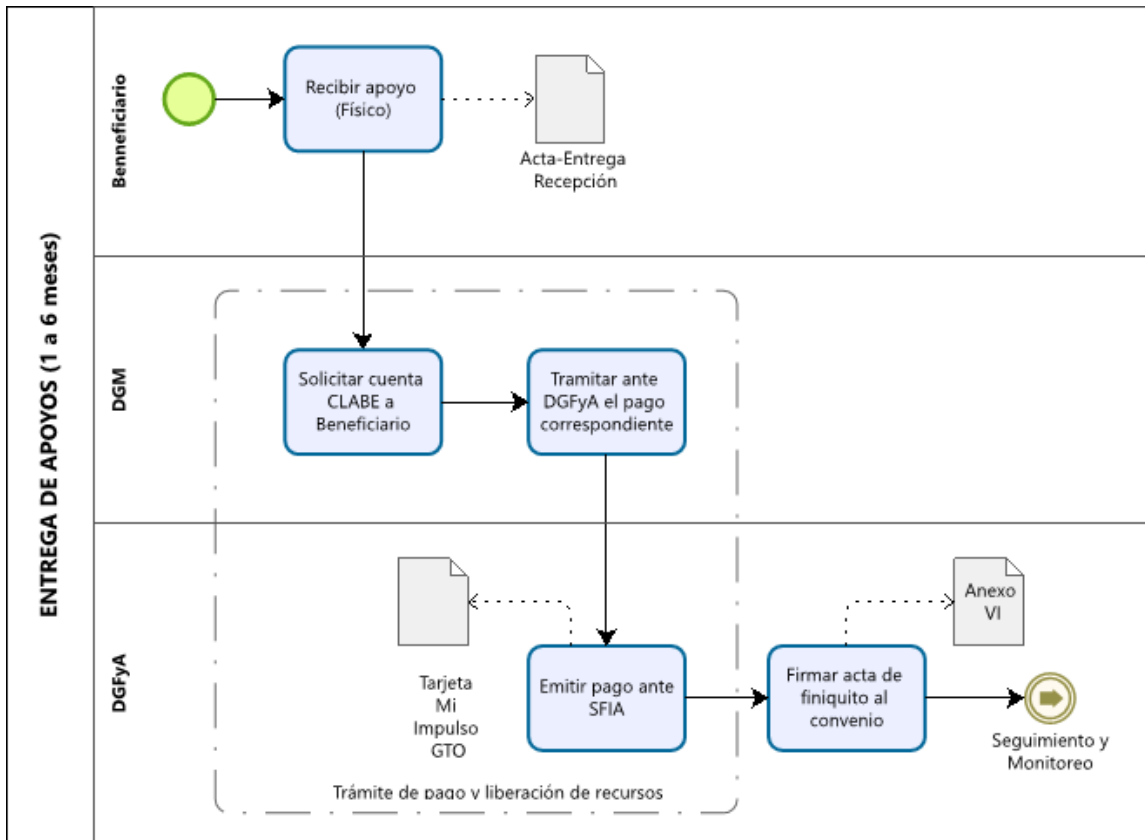 ENTREGA DE APOYOS (1 a 6 meses)
Benneficiario
Recibir apoyo
(Físico)
Acta-Entrega
Recepción
DGM
Solicitar cuenta
CLABE a
Beneficiario
Tramitar ante
DGFyA el pago
correspondiente
DGFyA
Tarjeta
Mi
Impulso
GTO
Emitir pago ante
SFIA
Firmar acta de
finiquito al
convenio
Anexo
VI
Seguimiento y
Monitoreo
Trámite de pago y liberación de recursos